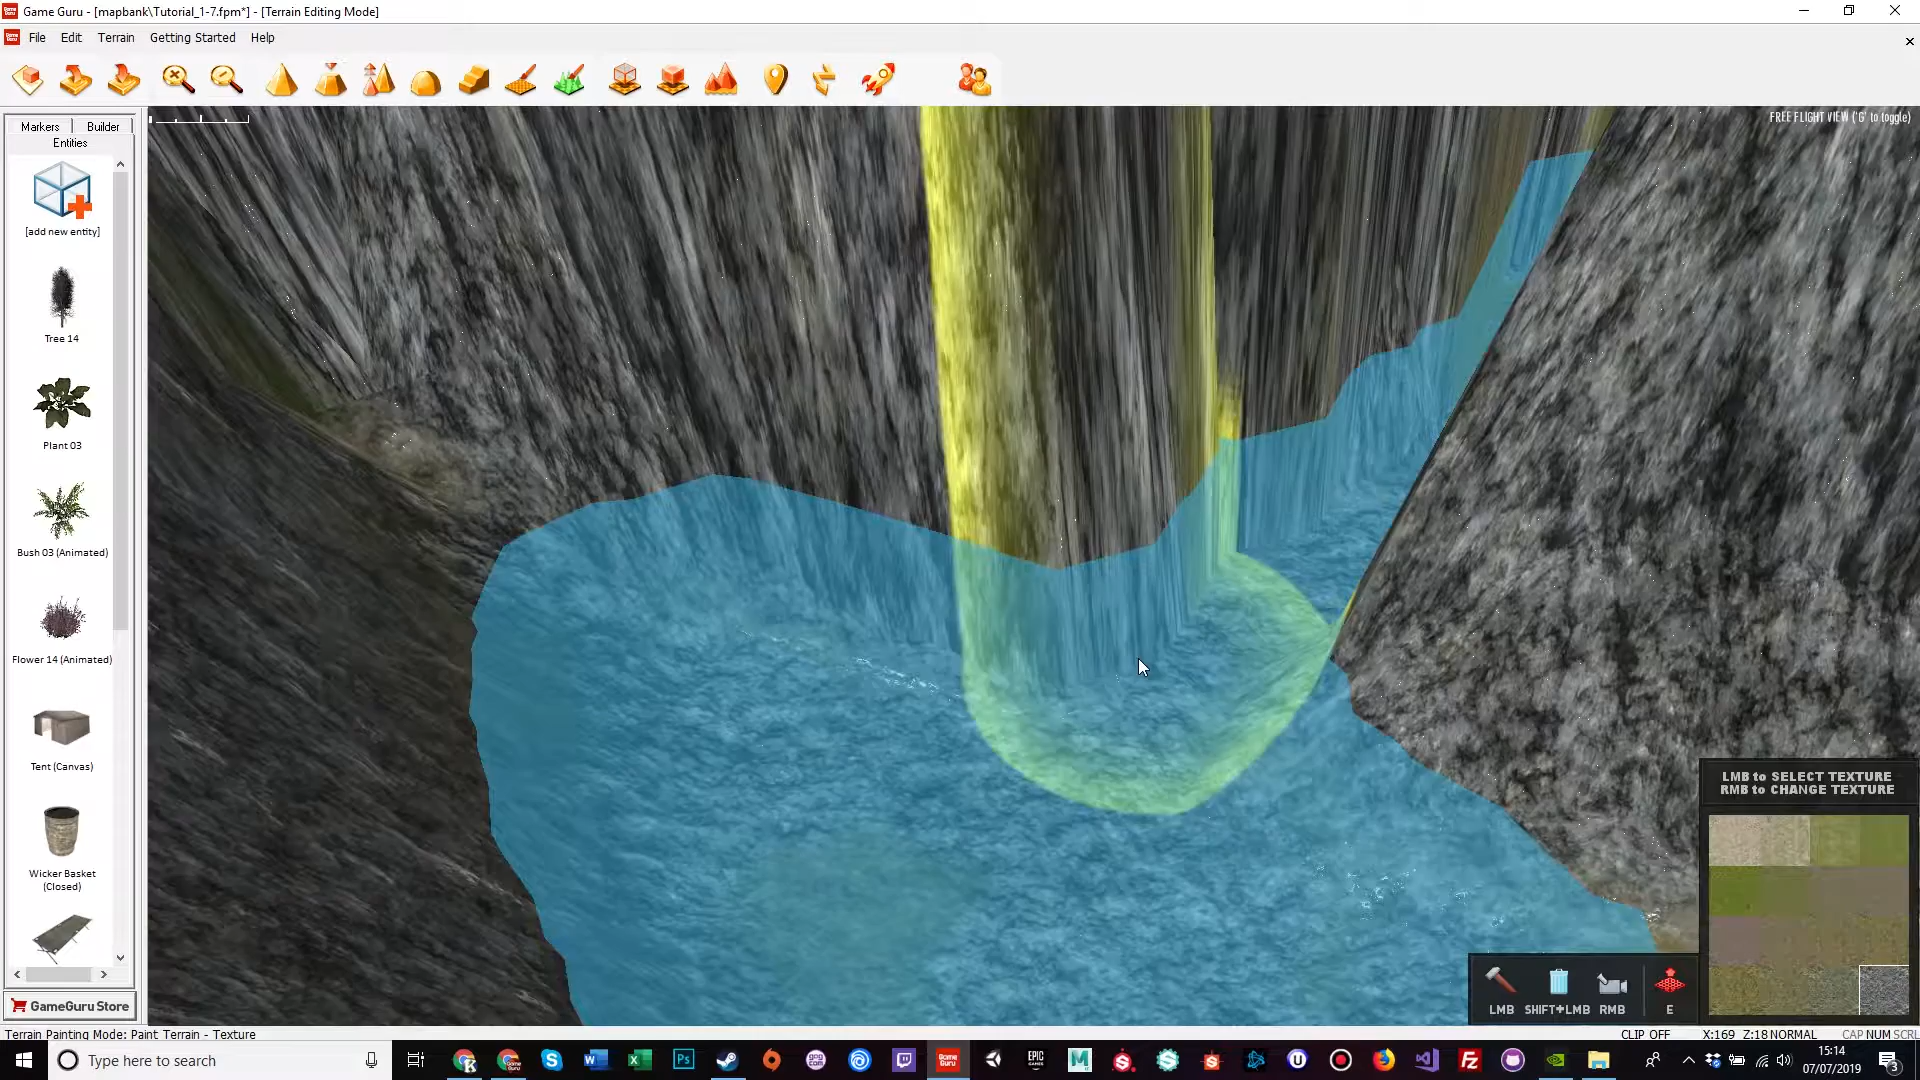 Game Guru - [mapbank\Tutorial_1-7.fpm*] - [Terrain Editing Mode]
File Edit Terrain Getting Started Help
Markers Builder
Entities
FREE FLIGHT VIEW ('G' to toggle)
[add new entity]
Tree 14
Plant 03
Bush 03 (Animated)
Flower 14 (Animated)
Tent (Canvas)
Wicker Basket
(Closed)
LMB to SELECT TEXTURE
RMB to CHANGE TEXTURE
LMB SHIFT+LMB RMB E
GameGuru Store
Terrain Painting Mode: Paint Terrain - Texture
CLIP OFF X:169 Z:18 NORMAL CAP NUM SCRL
Type here to search
15:14
07/07/2019
3